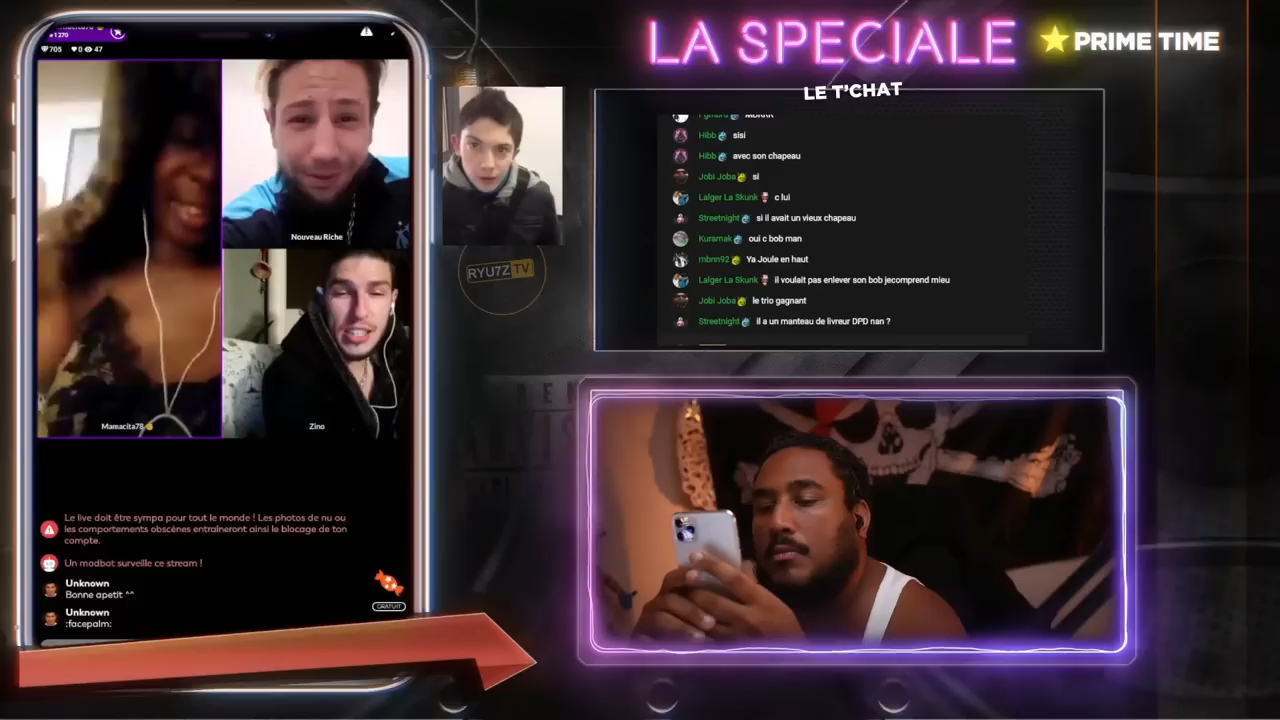 1270
705
0
47
Nouveau Riche
Mamacita78
Zino
Le live doit être sympa pour tout le monde ! Les photos de nu ou
les comportements obscènes entraîneront ainsi le blocage de ton
compte.
Un modbot surveille ce stream !
Unknown
Bonne apetit ^^
Unknown
:facepalm:
GRATUIT
RYU7Z TV
LA SPECIALE
PRIME TIME
LE T'CHAT
Hibb sisi
Hibb avec son chapeau
Jobi Joba si
Lalger La Skunk c lui
Streetnight si il avait un vieux chapeau
Kuramak oui c bob man
mbnn92 Ya Joule en haut
Lalger La Skunk il voulait pas enlever son bob jecomprend mieu
Jobi Joba le trio gagnant
Streetnight il a un manteau de livreur DPD nan ?